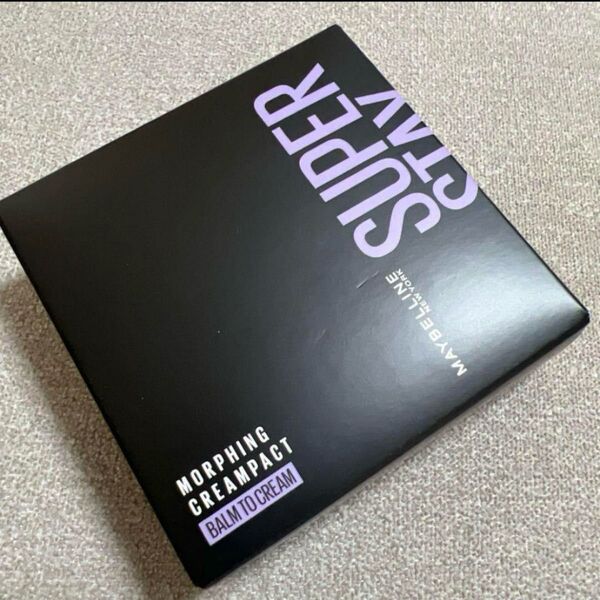 SUPER
STAY
MAYBELLINE
NEW YORK
MORPHING
CREAMPACT
BALM TO CREAM